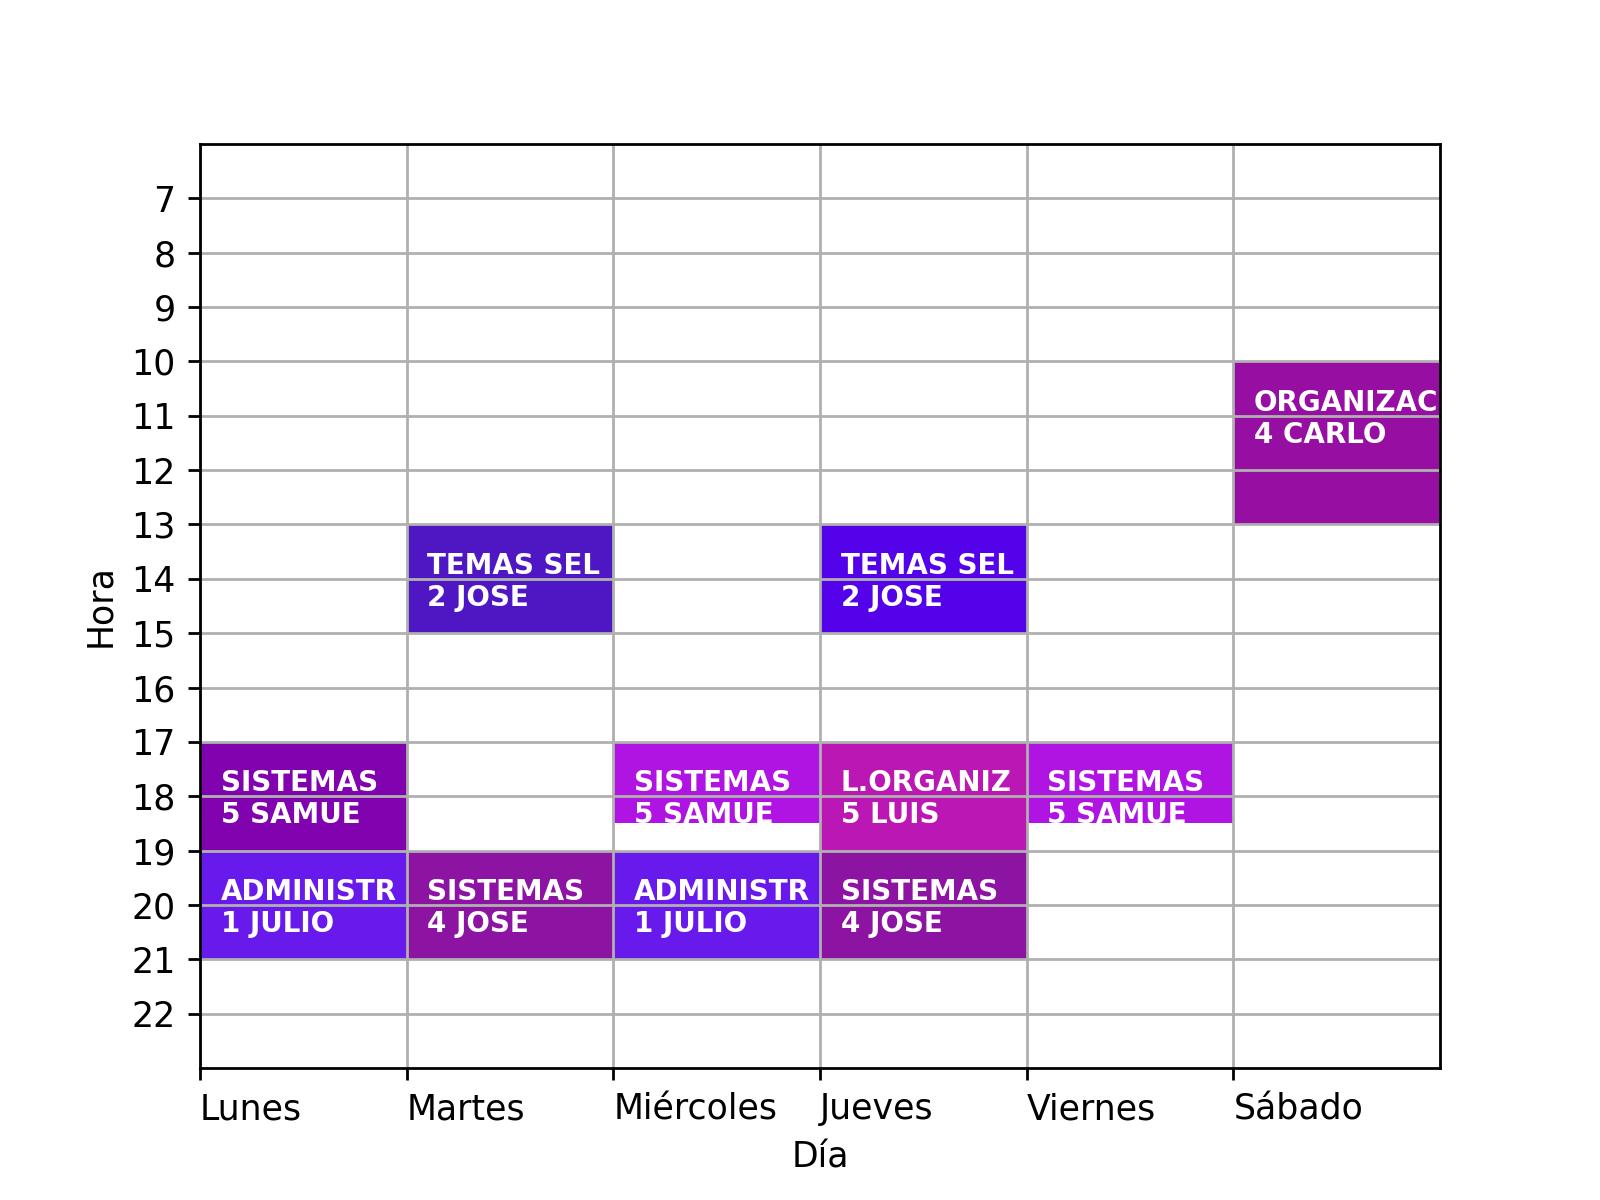 7
8
9
10
ORGANIZAC
11
4 CARLO
12
13
TEMAS SEL
TEMAS SEL
14
2 JOSE
2 JOSE
Hora
15
16
17
SISTEMAS
SISTEMAS
L.ORGANIZ
SISTEMAS
18
5 SAMUE
5 SAMUE
5 LUIS
5 SAMUE
19
ADMINISTR
SISTEMAS
ADMINISTR
SISTEMAS
20
1 JULIO
4 JOSE
1 JULIO
4 JOSE
21
22
Lunes
Martes
Miércoles
Jueves
Viernes
Sábado
Día